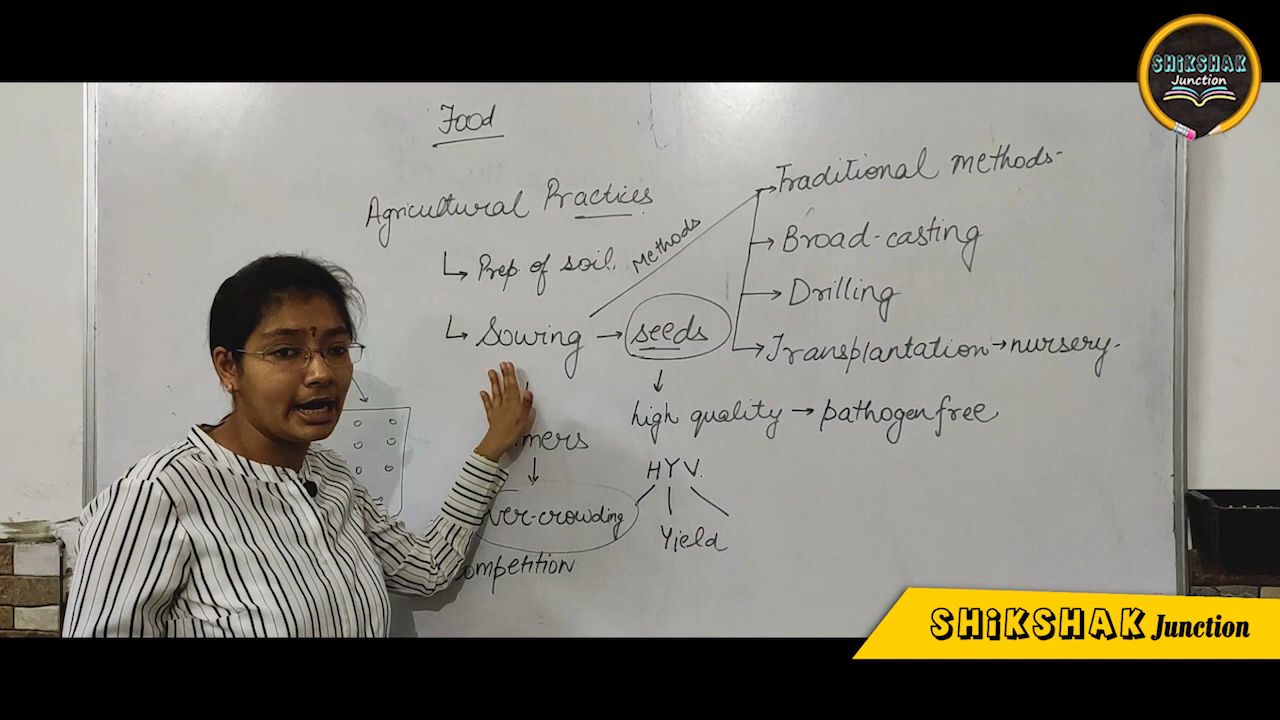 SHiKSHAK
Junction
Food
Agricultural Practices
↳ Prep. of soil.
Methods
↳ Sowing → seeds
→ Traditional methods-
→ Broad-casting
→ Drilling
→ Transplantation → nursery.
high quality → pathogen free
HYV.
Yield
SHiKSHAK Junction